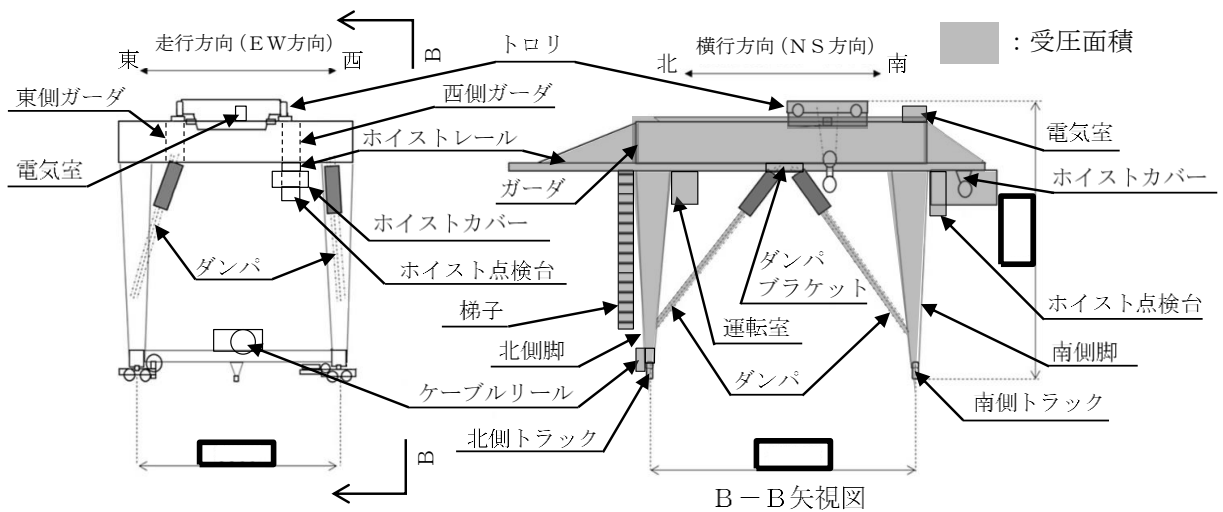 走行方向(EW方向)
東
西
B
トロリ
横行方向(NS方向)
北
南
:受圧面積
東側ガーダ
西側ガーダ
ホイストレール
電気室
電気室
ガーダ
ホイストカバー
ホイストカバー
ダンパ
ホイスト点検台
ダンパ
ブラケット
ホイスト点検台
梯子
運転室
北側脚
南側脚
ケーブルリール
ダンパ
南側トラック
北側トラック
B
B-B矢視図